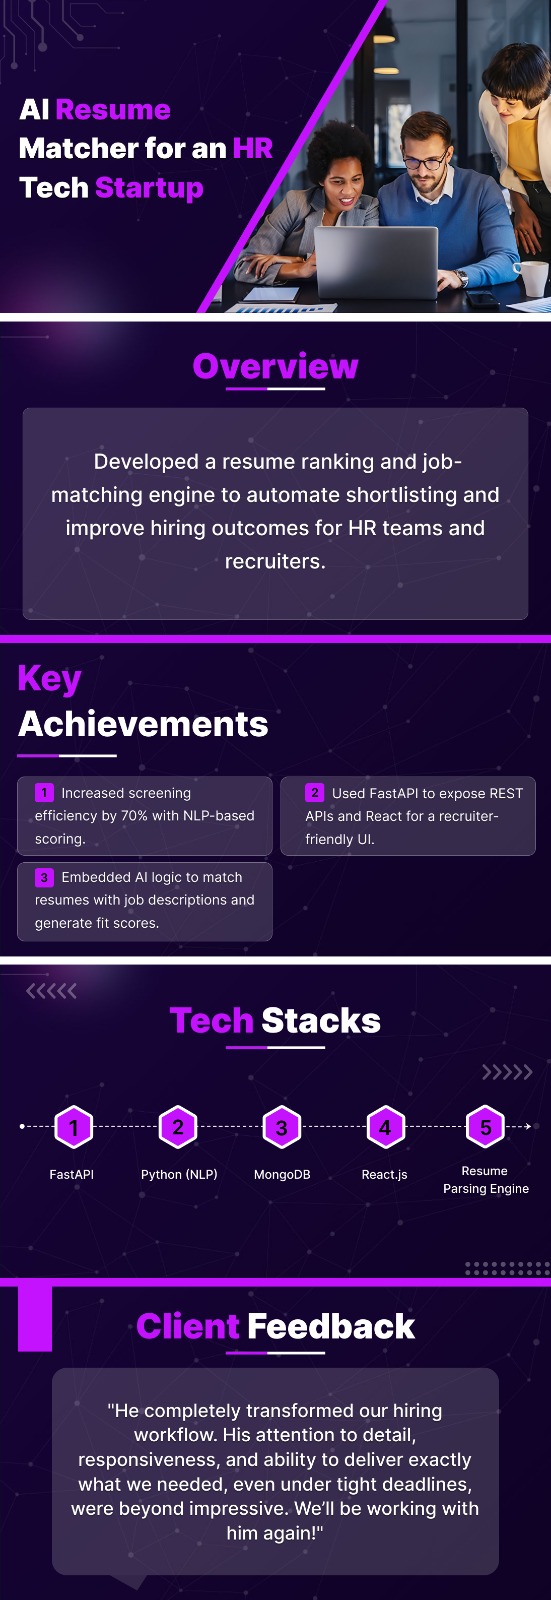 AI Resume
Matcher for an HR
Tech Startup
Overview
Developed a resume ranking and job-
matching engine to automate shortlisting and
improve hiring outcomes for HR teams and
recruiters.
Key
Achievements
1 Increased screening
efficiency by 70% with NLP-based
scoring.
2 Used FastAPI to expose REST
APIs and React for a recruiter-
friendly UI.
3 Embedded AI logic to match
resumes with job descriptions and
generate fit scores.
Tech Stacks
1
2
3
4
5
FastAPI
Python (NLP)
MongoDB
React.js
Resume
Parsing Engine
Client Feedback
"He completely transformed our hiring
workflow. His attention to detail,
responsiveness, and ability to deliver exactly
what we needed, even under tight deadlines,
were beyond impressive. We’ll be working with
him again!"